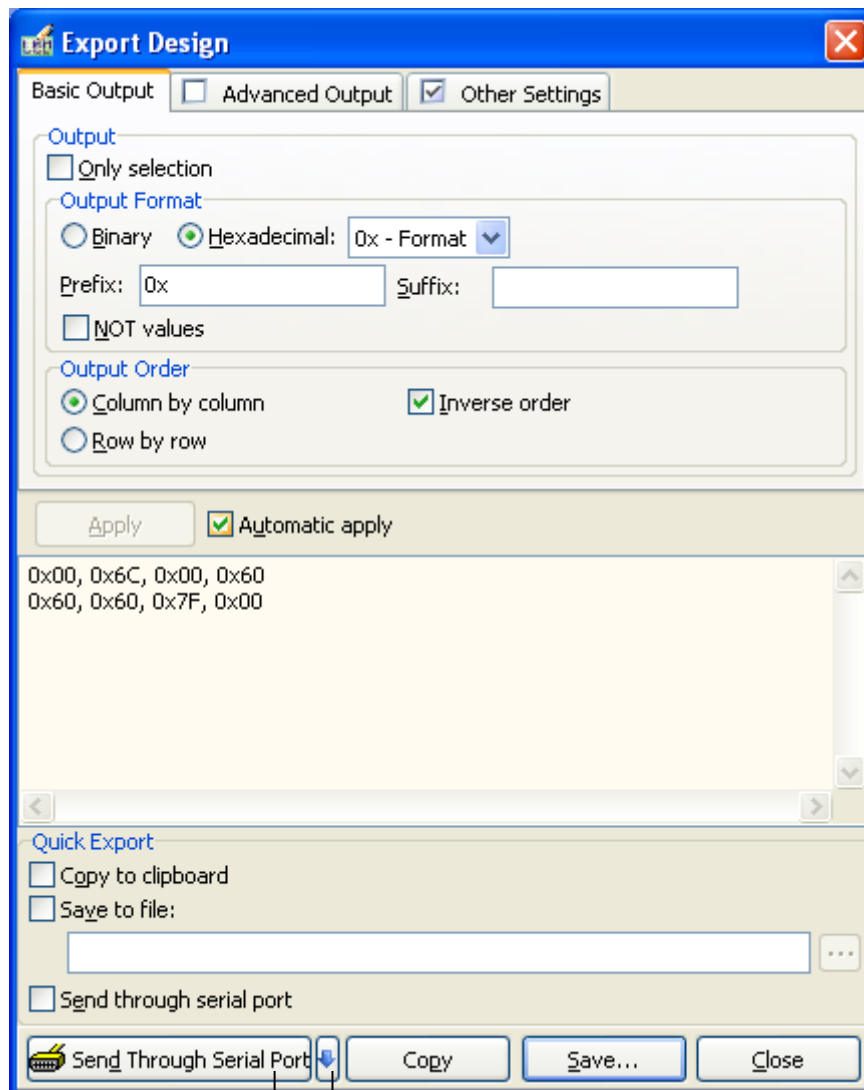 Export Design
Basic Output Advanced Output Other Settings
Output
Only selection
Output Format
Binary Hexadecimal: 0x - Format
Prefix: 0x Suffix:
NOT values
Output Order
Column by column Inverse order
Row by row
Apply Automatic apply
0x00, 0x6C, 0x00, 0x60
0x60, 0x60, 0x7F, 0x00
Quick Export
Copy to clipboard
Save to file:
...
Send through serial port
Send Through Serial Port Copy Save... Close